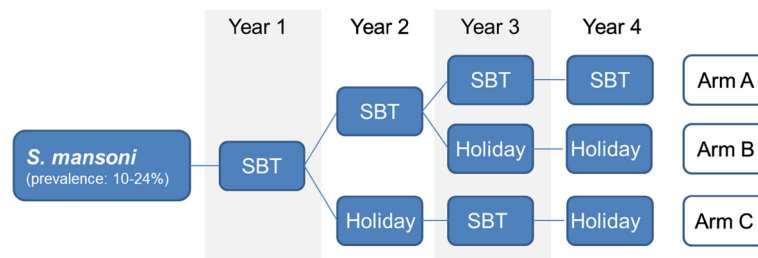 Year 1 Year 2 Year 3 Year 4
SBT SBT Arm A
SBT
S. mansoni
(prevalence: 10-24%)
SBT
Holiday Holiday Arm B
Holiday SBT Holiday Arm C